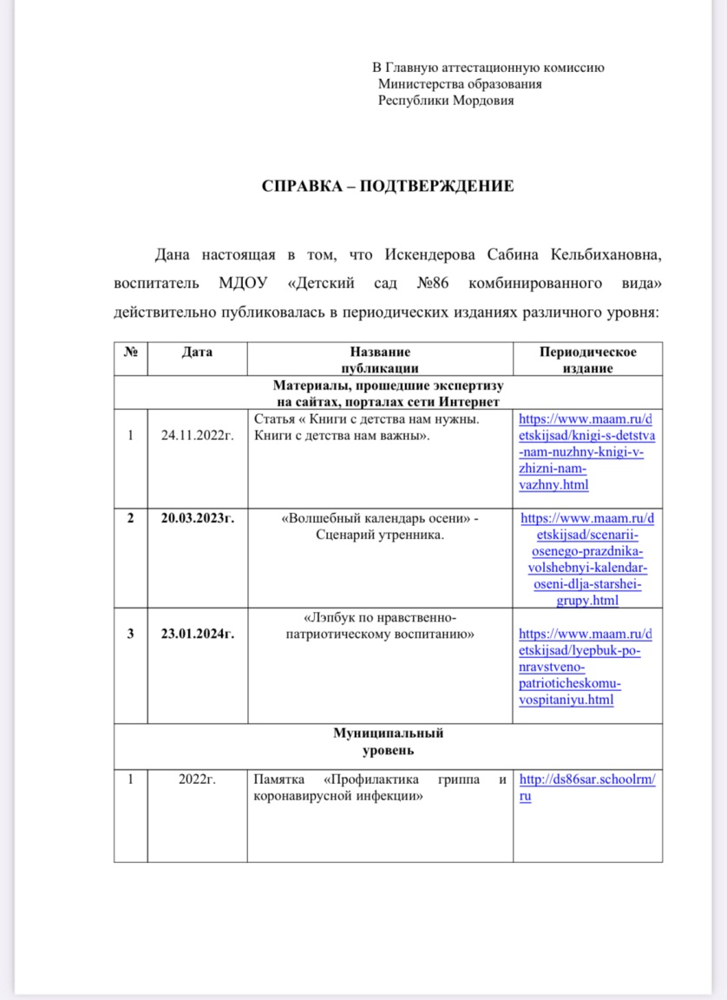 В Главную аттестационную комиссию
Министерства образования
Республики Мордовия
СПРАВКА – ПОДТВЕРЖДЕНИЕ
Дана настоящая в том, что Искендерова Сабина Кельбихановна,
воспитатель МДОУ «Детский сад №86 комбинированного вида»
действительно публиковалась в периодических изданиях различного уровня:
№
Дата
Название
публикации
Периодическое
издание
Материалы, прошедшие экспертизу
на сайтах, порталах сети Интернет
1
24.11.2022г.
Статья « Книги с детства нам нужны.
Книги с детства нам важны».
https://www.maam.ru/d
etskijsad/knigi-s-detstva
-nam-nuzhny-knigi-v-
zhizni-nam-
vazhny.html
2
20.03.2023г.
«Волшебный календарь осени» -
Сценарий утренника.
https://www.maam.ru/d
etskijsad/scenarii-
osenego-prazdnika-
volshebnyi-kalendar-
oseni-dlja-starshei-
grupy.html
3
23.01.2024г.
«Лэпбук по нравственно-
патриотическому воспитанию»
https://www.maam.ru/d
etskijsad/lyepbuk-po-
nravstveno-
patrioticheskomu-
vospitaniyu.html
Муниципальный
уровень
1
2022г.
Памятка «Профилактика гриппа и
коронавирусной инфекции»
http://ds86sar.schoolrm/
ru